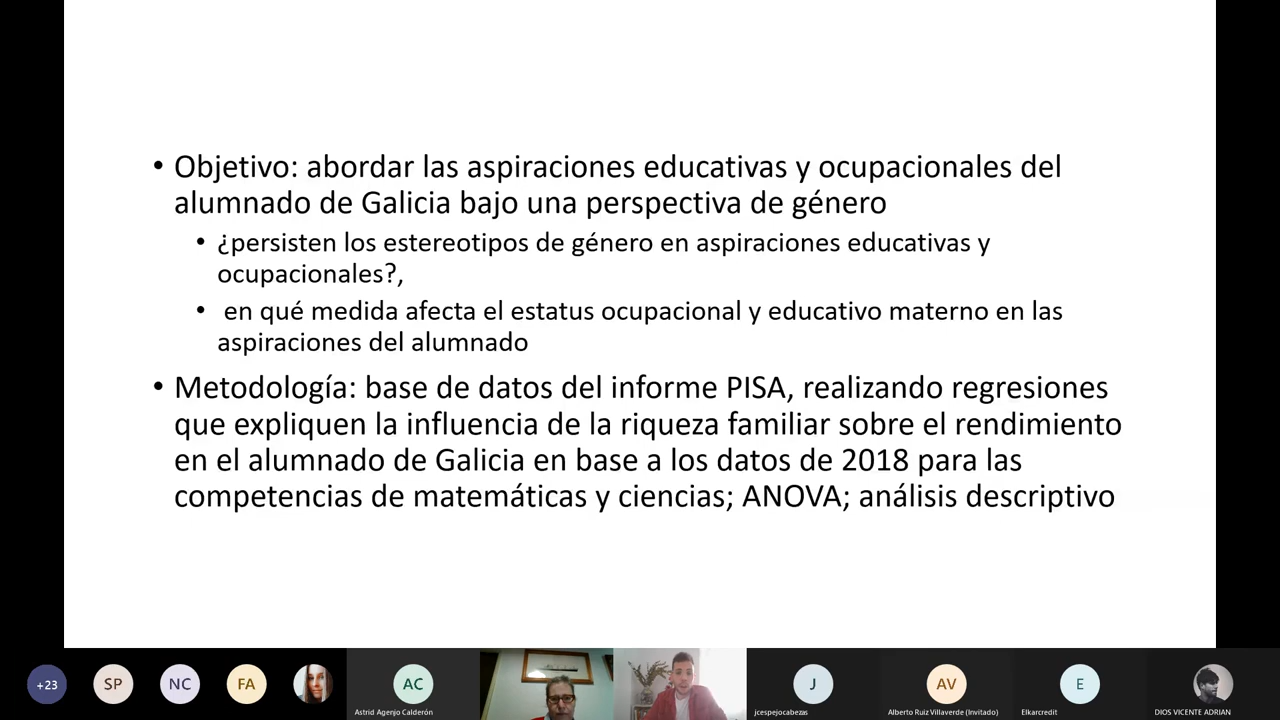 • Objetivo: abordar las aspiraciones educativas y ocupacionales del
alumnado de Galicia bajo una perspectiva de género
• ¿persisten los estereotipos de género en aspiraciones educativas y
ocupacionales?,
• en qué medida afecta el estatus ocupacional y educativo materno en las
aspiraciones del alumnado
• Metodología: base de datos del informe PISA, realizando regresiones
que expliquen la influencia de la riqueza familiar sobre el rendimiento
en el alumnado de Galicia en base a los datos de 2018 para las
competencias de matemáticas y ciencias; ANOVA; análisis descriptivo
+23
SP
NC
FA
AC
Astrid Agenjo Calderón
J
jcespejocabezas
AV
Alberto Ruiz Villaverde (Invitado)
E
Elkarcredit
DIOS VICENTE ADRIAN